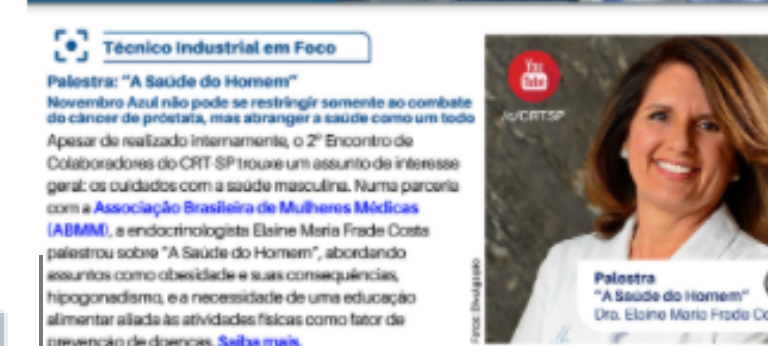 Técnico Industrial em Foco
Palestra: "A Saúde do Homem"
Novembro Azul não pode se restringir somente ao combate
do câncer de próstata, mas abranger a saúde como um todo
Apesar de realizado internamente, o 2º Encontro de
Colaboradores do CRT-SP trouxe um assunto de interesse
geral: os cuidados com a saúde masculina. Numa parceria
com a Associação Brasileira de Mulheres Médicas
(ABMM), a endocrinologista Elaine Maria Frade Costa
palestrou sobre "A Saúde do Homem", abordando
assuntos como obesidade e suas consequências,
hipogonadismo, e a necessidade de uma educação
alimentar aliada às atividades físicas como fator de
prevenção de doenças. Saiba mais.
You
Tube
/c/CRTSP
Fotos: Divulgação
Palestra
"A Saúde do Homem"
Dra. Elaine Maria Frade Co